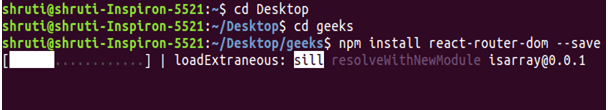 shruti@shruti-Inspiron-5521:~$ cd Desktop
shruti@shruti-Inspiron-5521:~/Desktop$ cd geeks
shruti@shruti-Inspiron-5521:~/Desktop/geeks$ npm install react-router-dom --save
[      ............] | loadExtraneous: sill resolveWithNewModule isarray@0.0.1